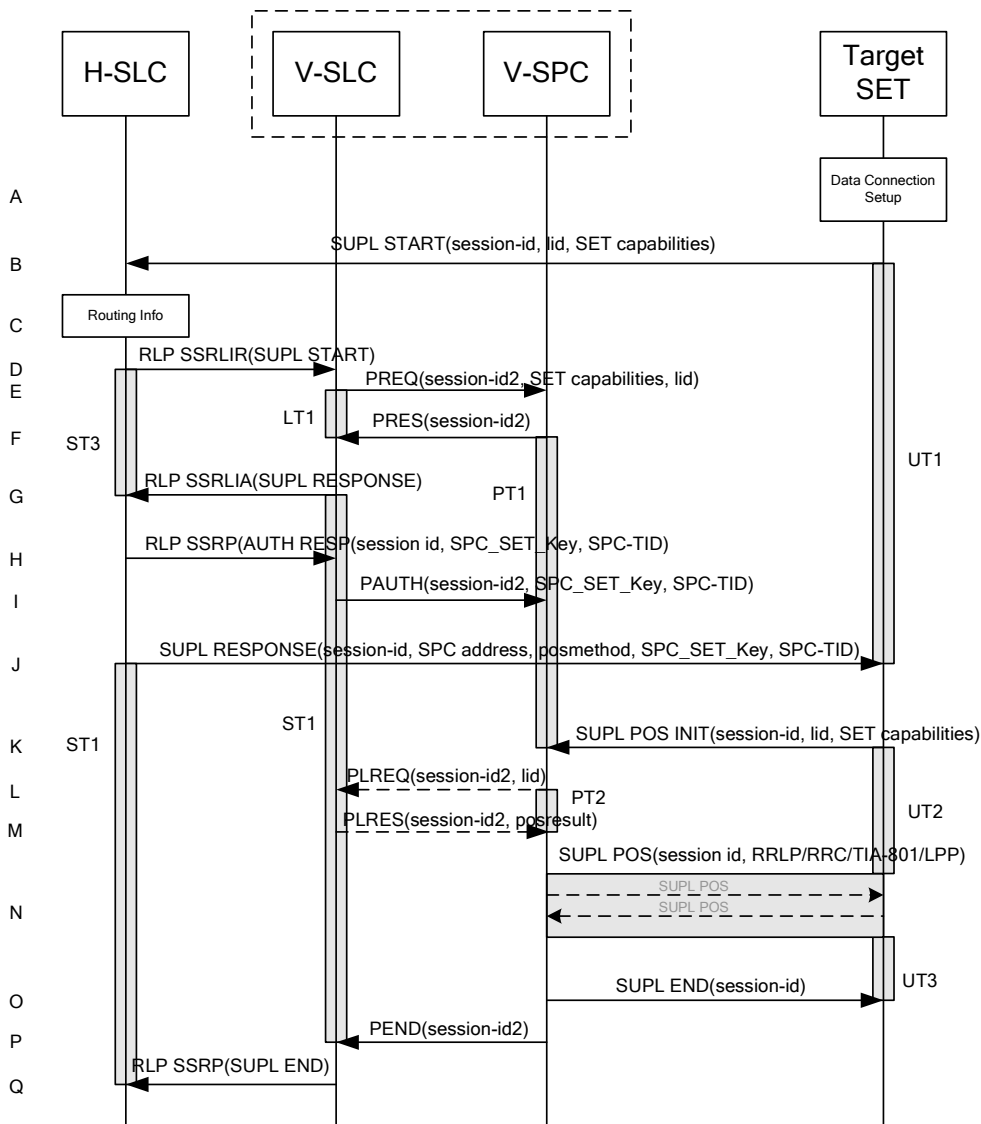 H-SLC
V-SLC
V-SPC
Target
SET
A
Data Connection
Setup
SUPL START(session-id, lid, SET capabilities)
B
Routing Info
C
RLP SSRLIR(SUPL START)
D
PREQ(session-id2, SET capabilities, lid)
E
LT1
PRES(session-id2)
F
ST3
UT1
RLP SSRLIA(SUPL RESPONSE)
G
PT1
RLP SSRP(AUTH RESP(session id, SPC_SET_Key, SPC-TID)
H
PAUTH(session-id2, SPC_SET_Key, SPC-TID)
I
SUPL RESPONSE(session-id, SPC address, posmethod, SPC_SET_Key, SPC-TID)
J
ST1
ST1
SUPL POS INIT(session-id, lid, SET capabilities)
K
PLREQ(session-id2, lid)
L
PT2
UT2
PLRES(session-id2, posresult)
M
SUPL POS(session id, RRLP/RRC/TIA-801/LPP)
SUPL POS
SUPL POS
N
SUPL END(session-id)
UT3
O
PEND(session-id2)
P
RLP SSRP(SUPL END)
Q